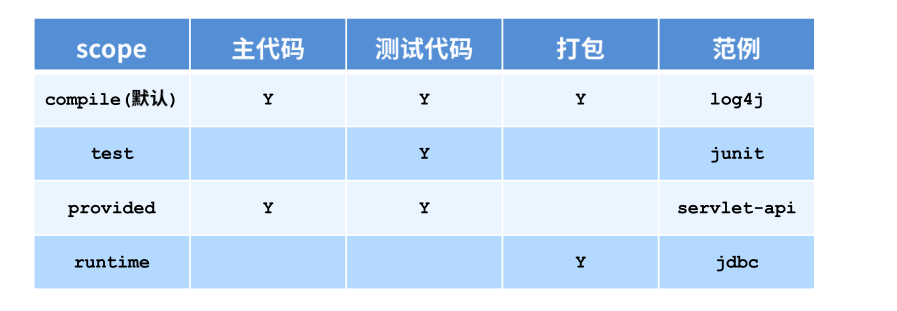 scope 主代码 测试代码 打包 范例
compile(默认) Y Y Y log4j
test Y junit
provided Y Y servlet-api
runtime Y jdbc